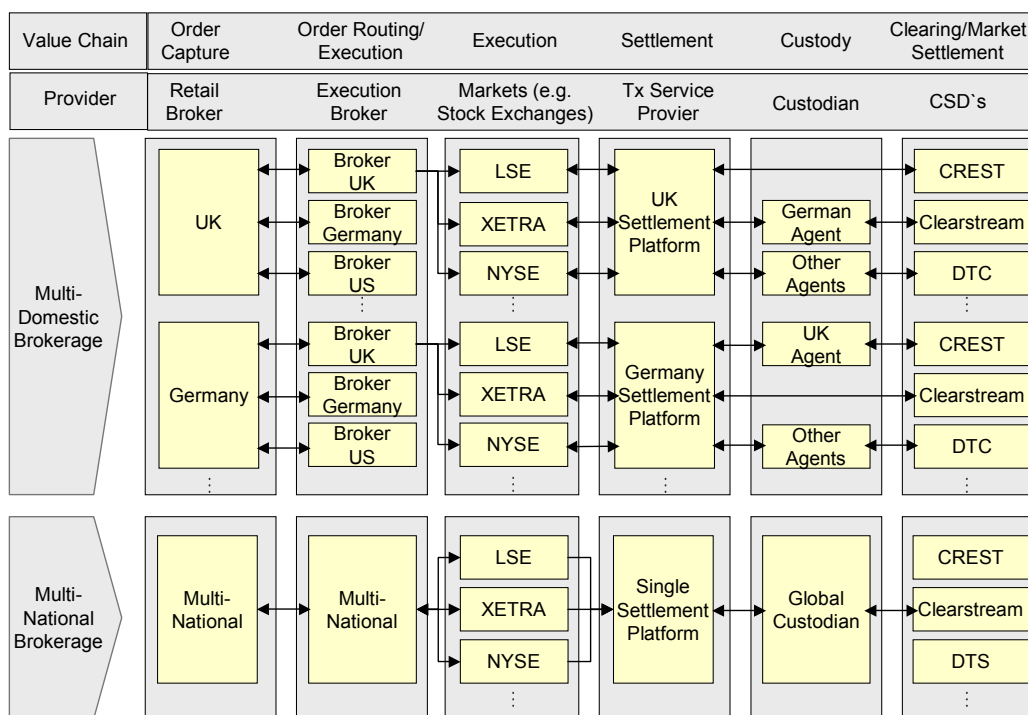 Value Chain
Order
Capture
Order Routing/
Execution
Execution
Settlement
Custody
Clearing/Market
Settlement
Provider
Retail
Broker
Execution
Broker
Markets (e.g.
Stock Exchanges)
Tx Service
Provier
Custodian
CSD`s
Multi-
Domestic
Brokerage
UK
Broker
UK
Broker
Germany
Broker
US
LSE
XETRA
NYSE
UK
Settlement
Platform
German
Agent
Other
Agents
CREST
Clearstream
DTC
Germany
Broker
UK
Broker
Germany
Broker
US
LSE
XETRA
NYSE
Germany
Settlement
Platform
UK
Agent
Other
Agents
CREST
Clearstream
DTC
Multi-
National
Brokerage
Multi-
National
Multi-
National
LSE
XETRA
NYSE
Single
Settlement
Platform
Global
Custodian
CREST
Clearstream
DTS